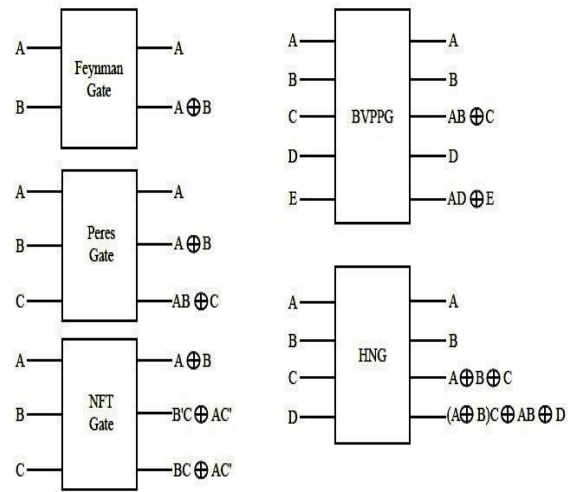 A
Feynman
Gate
A
B
A ⊕ B
A
Peres
Gate
A
B
A ⊕ B
C
AB ⊕ C
A
NFT
Gate
A ⊕ B
B
B'C ⊕ AC'
C
BC ⊕ AC'
A
BVPPG
A
B
B
C
AB ⊕ C
D
D
E
AD ⊕ E
A
HNG
A
B
B
C
A⊕B⊕C
D
(A⊕ B)C⊕ AB ⊕ D